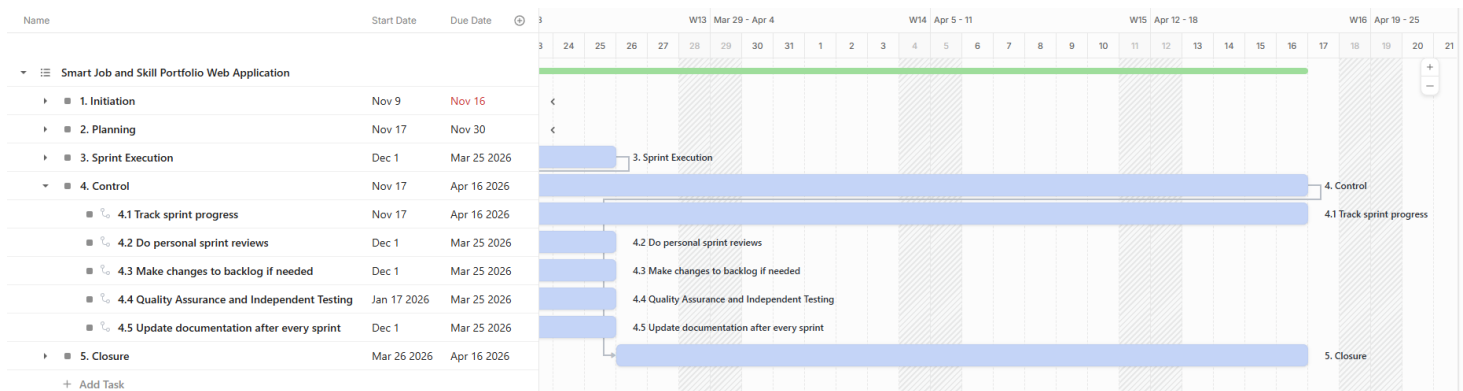 Name Start Date Due Date 3 W13 Mar 29 - Apr 4 W14 Apr 5 - 11 W15 Apr 12 - 18 W16 Apr 19 - 25
3 24 25 26 27 28 29 30 31 1 2 3 4 5 6 7 8 9 10 11 12 13 14 15 16 17 18 19 20 21
Smart Job and Skill Portfolio Web Application
1. Initiation Nov 9 Nov 16
2. Planning Nov 17 Nov 30
3. Sprint Execution Dec 1 Mar 25 2026 3. Sprint Execution
4. Control Nov 17 Apr 16 2026 4. Control
4.1 Track sprint progress Nov 17 Apr 16 2026 4.1 Track sprint progress
4.2 Do personal sprint reviews Dec 1 Mar 25 2026 4.2 Do personal sprint reviews
4.3 Make changes to backlog if needed Dec 1 Mar 25 2026 4.3 Make changes to backlog if needed
4.4 Quality Assurance and Independent Testing Jan 17 2026 Mar 25 2026 4.4 Quality Assurance and Independent Testing
4.5 Update documentation after every sprint Dec 1 Mar 25 2026 4.5 Update documentation after every sprint
5. Closure Mar 26 2026 Apr 16 2026 5. Closure
+ Add Task